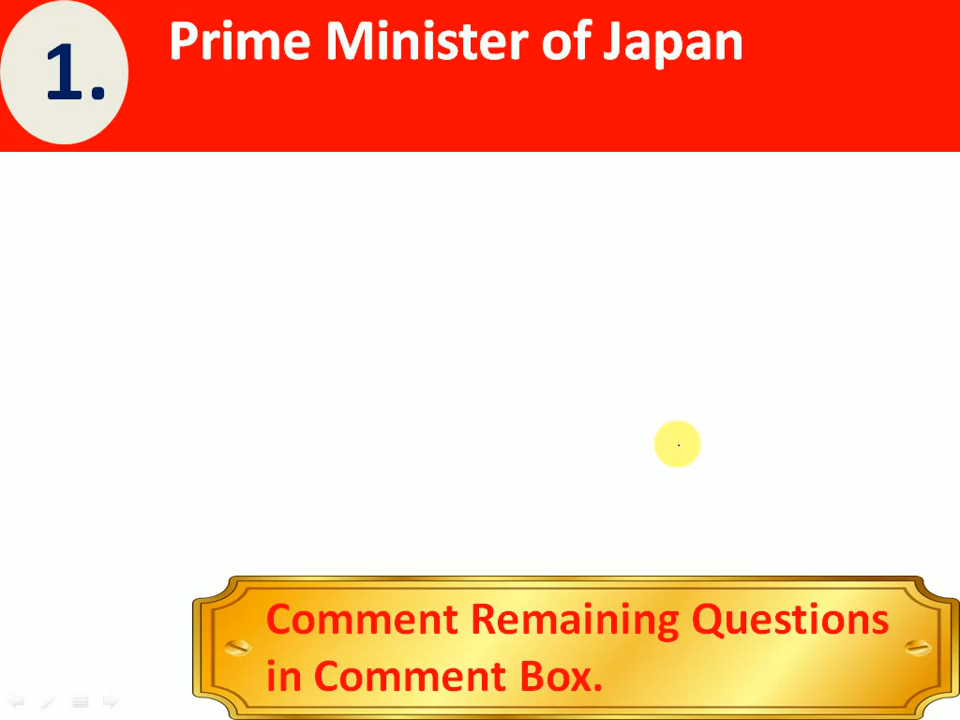 1.
Prime Minister of Japan
Comment Remaining Questions
in Comment Box.